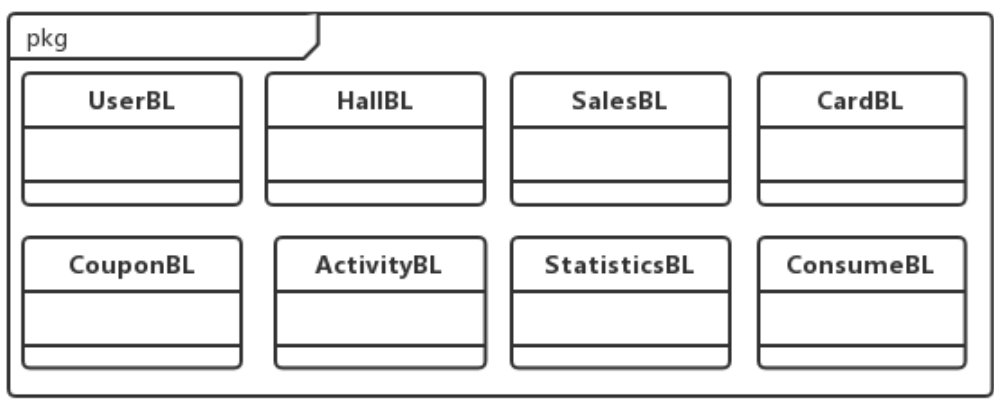 pkg
UserBL
HallBL
SalesBL
CardBL
CouponBL
ActivityBL
StatisticsBL
ConsumeBL